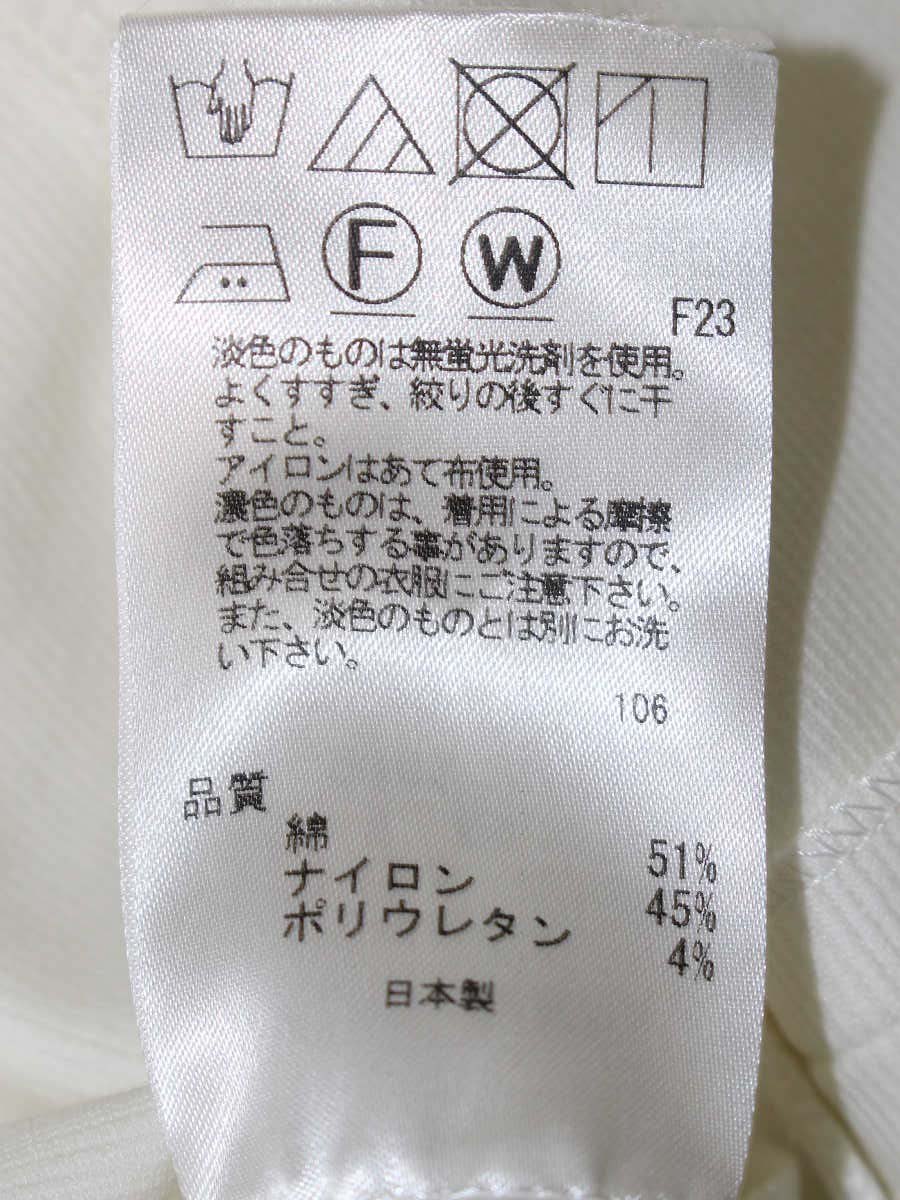 F
W
F23
淡色のものは無蛍光洗剤を使用。
よくすすぎ、絞りの後すぐに干
すこと。
アイロンはあて布使用。
濃色のものは、着用による摩擦
で色落ちする事がありますので、
組み合せの衣服にご注意下さい。
また、淡色のものとは別にお洗
い下さい。
106
品質
綿 51%
ナイロン 45%
ポリウレタン 4%
日本製